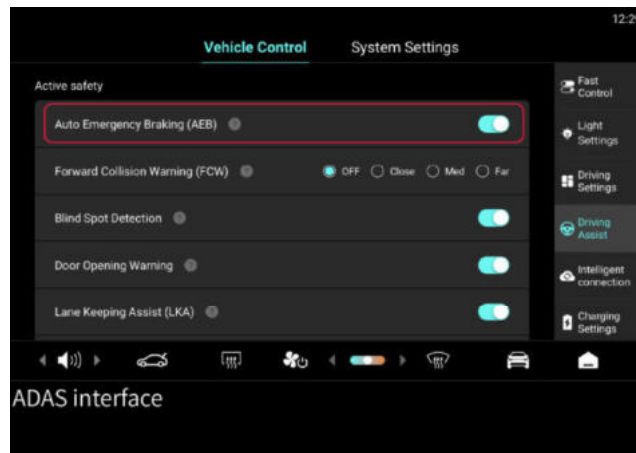 12:2
Vehicle Control System Settings
Active safety
Fast
Control
Auto Emergency Braking (AEB) ?
Light
Settings
Forward Collision Warning (FCW) ? OFF Close Med Far
Driving
Settings
Blind Spot Detection ?
Driving
Assist
Door Opening Warning ?
Intelligent
connection
Lane Keeping Assist (LKA) ?
Charging
Settings
ADAS interface